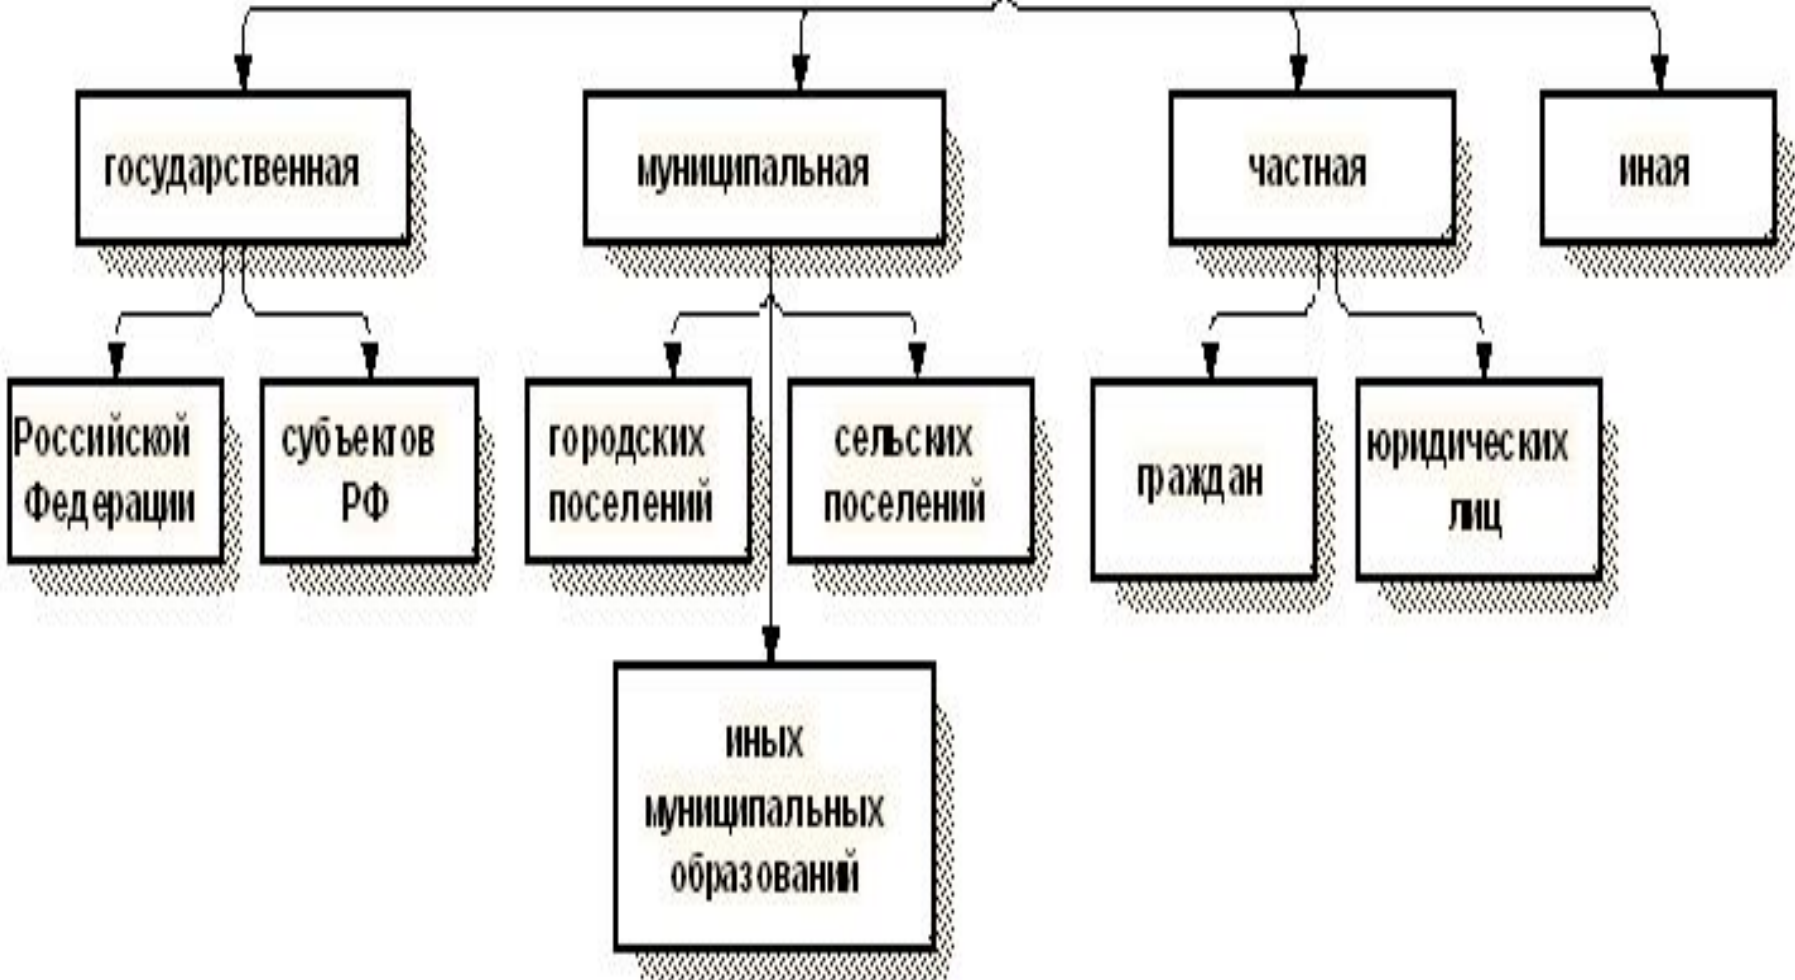 государственная
муниципальная
частная
иная
Российской
Федерации
субъектов
РФ
городских
поселений
сельских
поселений
граждан
юридических
лиц
иных
муниципальных
образований